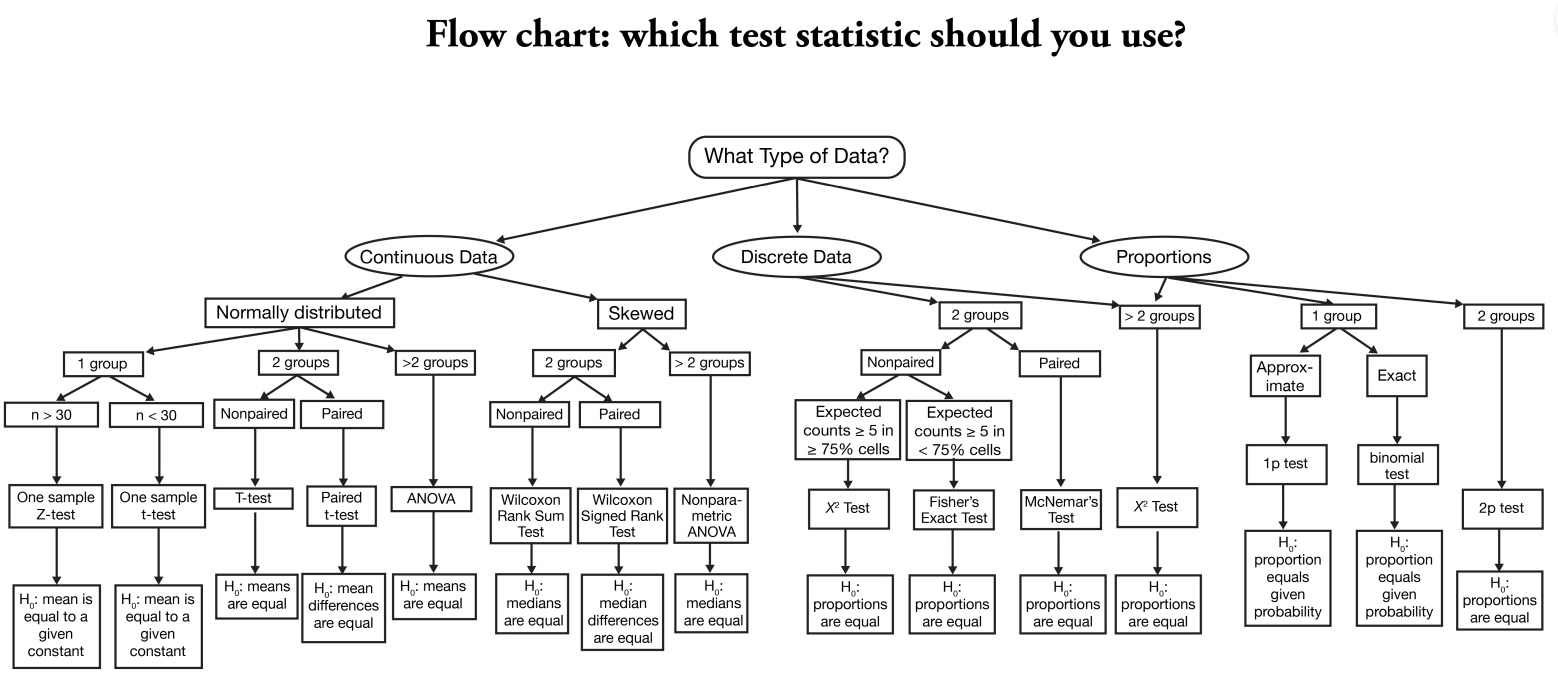 Flow chart: which test statistic should you use?
What Type of Data?
Continuous Data
Discrete Data
Proportions
Normally distributed
Skewed
2 groups
> 2 groups
1 group
2 groups
1 group
2 groups
>2 groups
2 groups
> 2 groups
Nonpaired
Paired
Approx-
imate
Exact
n > 30
n < 30
Nonpaired
Paired
Nonpaired
Paired
Expected
counts ≥ 5 in
≥ 75% cells
Expected
counts ≥ 5 in
< 75% cells
1p test
binomial
test
One sample
Z-test
One sample
t-test
T-test
Paired
t-test
ANOVA
Wilcoxon
Rank Sum
Test
Wilcoxon
Signed Rank
Test
Nonpara-
metric
ANOVA
X² Test
Fisher's
Exact Test
McNemar's
Test
X² Test
2p test
H₀: mean is
equal to a
given
constant
H₀: mean is
equal to a
given
constant
H₀: means
are equal
H₀: mean
differences
are equal
H₀: means
are equal
H₀:
medians
are equal
H₀:
median
differences
are equal
H₀:
medians
are equal
H₀:
proportions
are equal
H₀:
proportions
are equal
H₀:
proportions
are equal
H₀:
proportions
are equal
H₀:
proportion
equals
given
probability
H₀:
proportion
equals
given
probability
H₀:
proportions
are equal